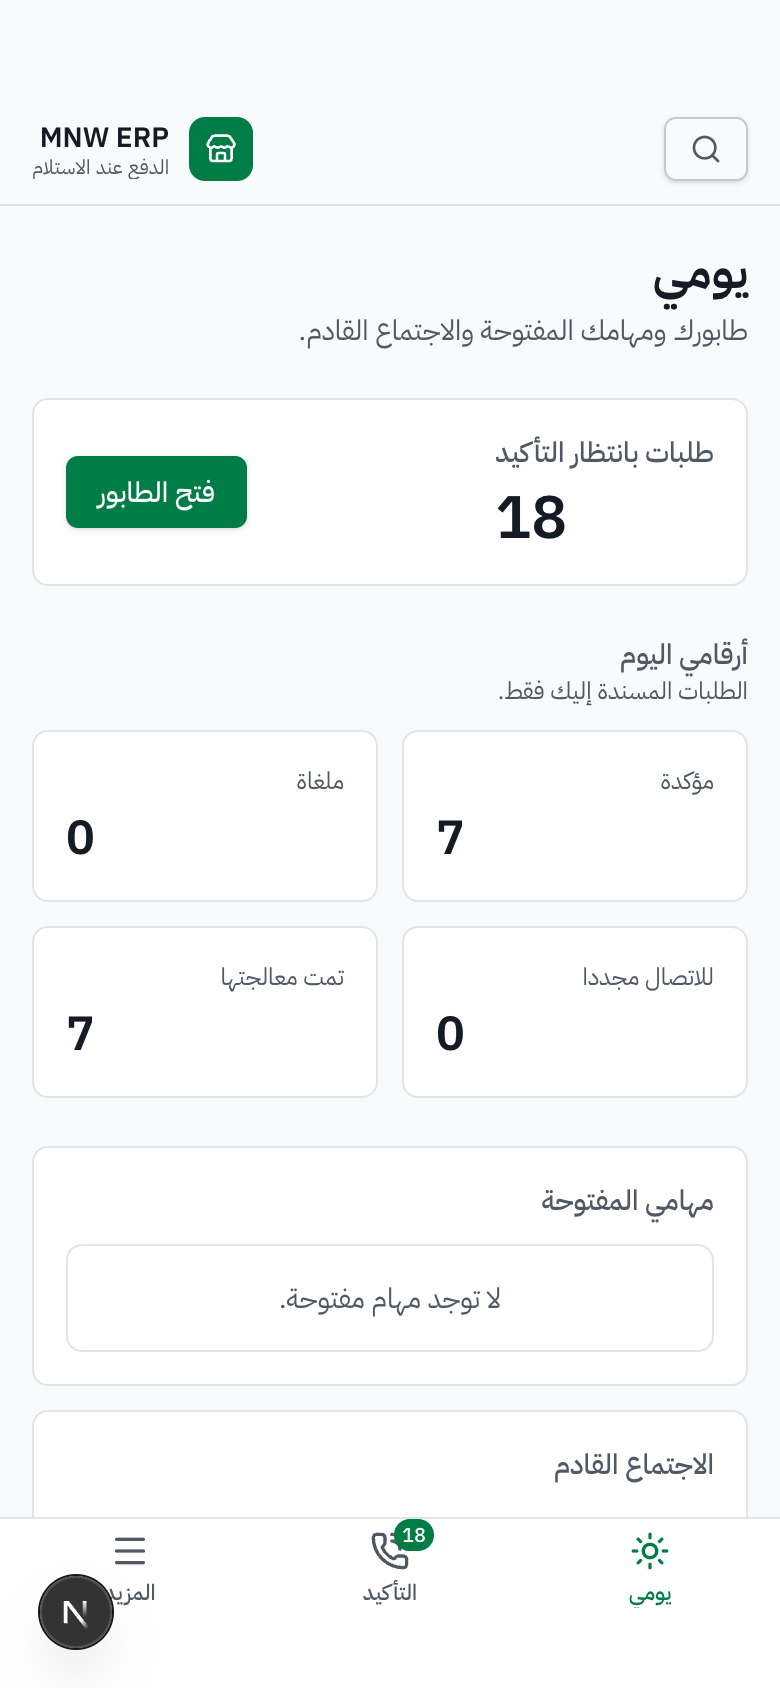 MNW ERP
الدفع عند الاستلام
يومي
طابورك ومهامك المفتوحة والاجتماع القادم.
طلبات بانتظار التأكيد
18
فتح الطابور
أرقامي اليوم
الطلبات المسندة إليك فقط.
مؤكدة
7
ملغاة
0
للاتصال مجددا
0
تمت معالجتها
7
مهامي المفتوحة
لا توجد مهام مفتوحة.
الاجتماع القادم
يومي
18
التأكيد
المزيد
N